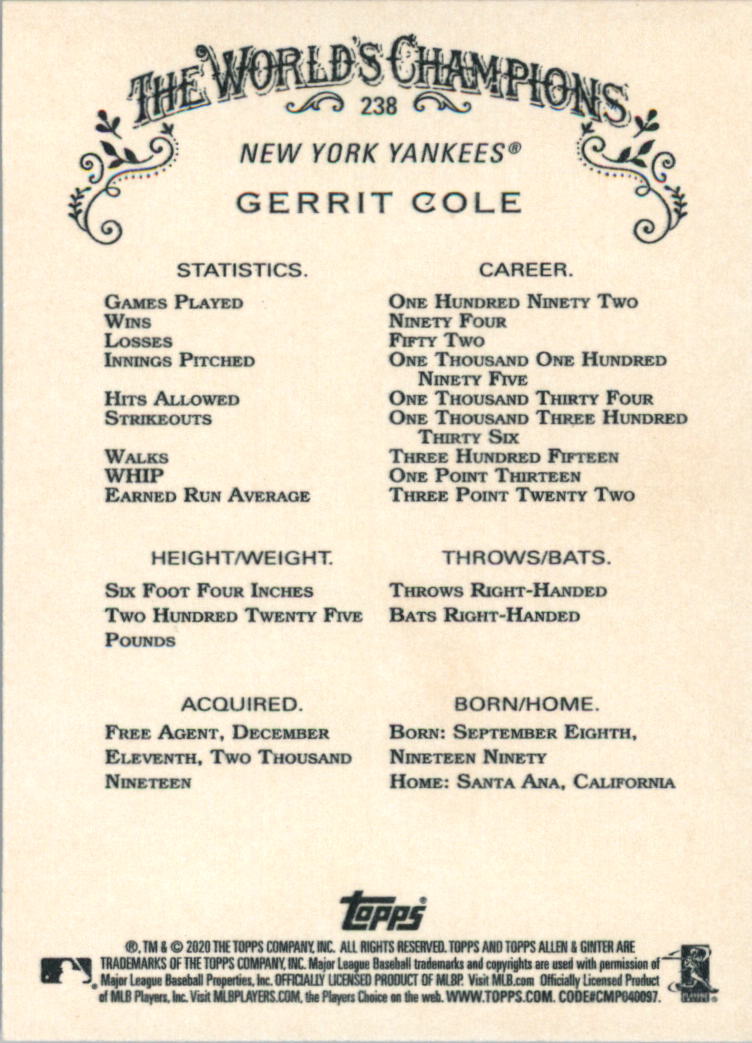 THE WORLD'S CHAMPIONS
238
NEW YORK YANKEES®
GERRIT COLE
STATISTICS. CAREER.
GAMES PLAYED ONE HUNDRED NINETY TWO
WINS NINETY FOUR
LOSSES FIFTY TWO
INNINGS PITCHED ONE THOUSAND ONE HUNDRED
NINETY FIVE
HITS ALLOWED ONE THOUSAND THIRTY FOUR
STRIKEOUTS ONE THOUSAND THREE HUNDRED
THIRTY SIX
WALKS THREE HUNDRED FIFTEEN
WHIP ONE POINT THIRTEEN
EARNED RUN AVERAGE THREE POINT TWENTY TWO
HEIGHT/WEIGHT.
SIX FOOT FOUR INCHES
TWO HUNDRED TWENTY FIVE
POUNDS
THROWS/BATS.
THROWS RIGHT-HANDED
BATS RIGHT-HANDED
ACQUIRED.
FREE AGENT, DECEMBER
ELEVENTH, TWO THOUSAND
NINETEEN
BORN/HOME.
BORN: SEPTEMBER EIGHTH,
NINETEEN NINETY
HOME: SANTA ANA, CALIFORNIA
Topps®
®, TM & © 2020 THE TOPPS COMPANY, INC. ALL RIGHTS RESERVED. TOPPS AND TOPPS ALLEN & GINTER ARE
TRADEMARKS OF THE TOPPS COMPANY, INC. Major League Baseball trademarks and copyrights are used with permission of
Major League Baseball Properties, Inc. OFFICIALLY LICENSED PRODUCT OF MLBP. Visit MLB.com Officially Licensed Product
of MLB Players, Inc. Visit MLBPLAYERS.COM, the Players Choice on the web. WWW.TOPPS.COM. CODE#CMP040097.